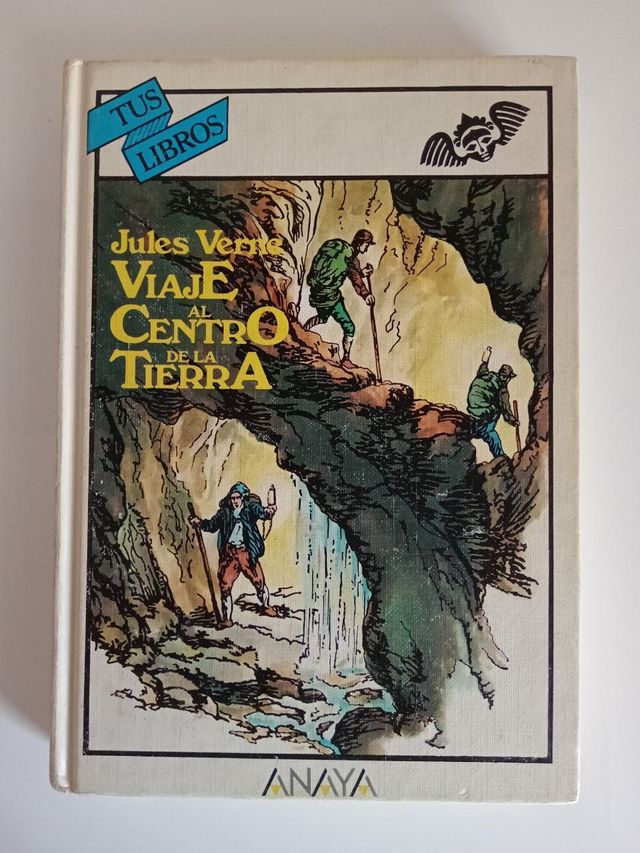 TUS
LIBROS
Jules Verne
VIAJE
AL
CENTRO
DE LA
TIERRA
ANAYA